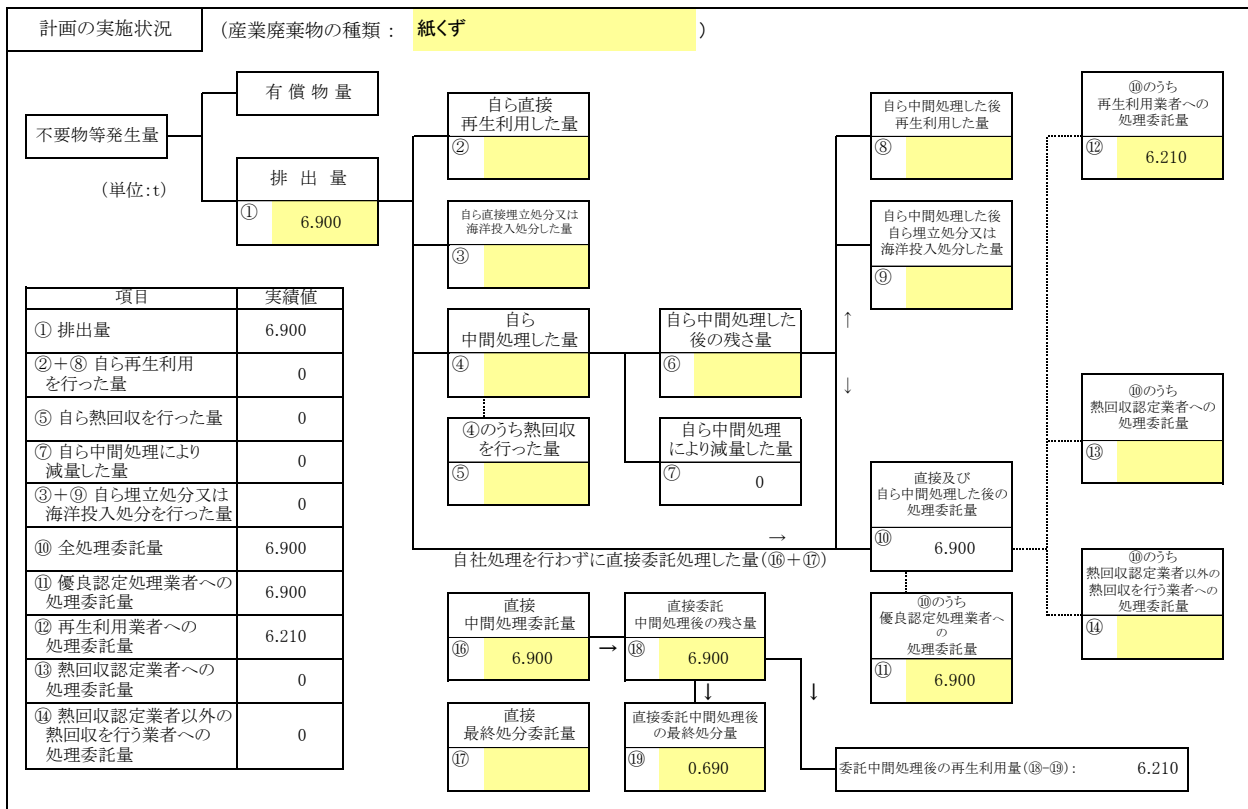 計画の実施状況
(産業廃棄物の種類 : 紙くず )
有 償 物 量
不要物等発生量
(単位:t)
排 出 量
① 6.900
自ら直接
再生利用した量
②
自ら直接埋立処分又は
海洋投入処分した量
③
自ら
中間処理した量
④
④のうち熱回収
を行った量
⑤
自ら中間処理した
後の残さ量
⑥
自ら中間処理
により減量した量
⑦ 0
自ら中間処理した後
再生利用した量
⑧
自ら中間処理した後
自ら埋立処分又は
海洋投入処分した量
⑨
↑
↓
直接及び
自ら中間処理した後の
処理委託量
⑩ 6.900
→
自社処理を行わずに直接委託処理した量(⑯+⑰)
⑩のうち
優良認定処理業者へ
の
処理委託量
⑪ 6.900
⑩のうち
再生利用業者への
処理委託量
⑫ 6.210
⑩のうち
熱回収認定業者への
処理委託量
⑬
⑩のうち
熱回収認定業者以外の
熱回収を行う業者への
処理委託量
⑭
直接
中間処理委託量
⑯ 6.900
→
直接委託
中間処理後の残さ量
⑱ 6.900
↓
↓
直接
最終処分委託量
⑰
直接委託中間処理後
の最終処分量
⑲ 0.690
委託中間処理後の再生利用量(⑱-⑲) : 6.210
項目 実績値
① 排出量 6.900
②+⑧ 自ら再生利用
を行った量 0
⑤ 自ら熱回収を行った量 0
⑦ 自ら中間処理により
減量した量 0
③+⑨ 自ら埋立処分又は
海洋投入処分を行った量 0
⑩ 全処理委託量 6.900
⑪ 優良認定処理業者への
処理委託量 6.900
⑫ 再生利用業者への
処理委託量 6.210
⑬ 熱回収認定業者への
処理委託量 0
⑭ 熱回収認定業者以外の
熱回収を行う業者への
処理委託量 0